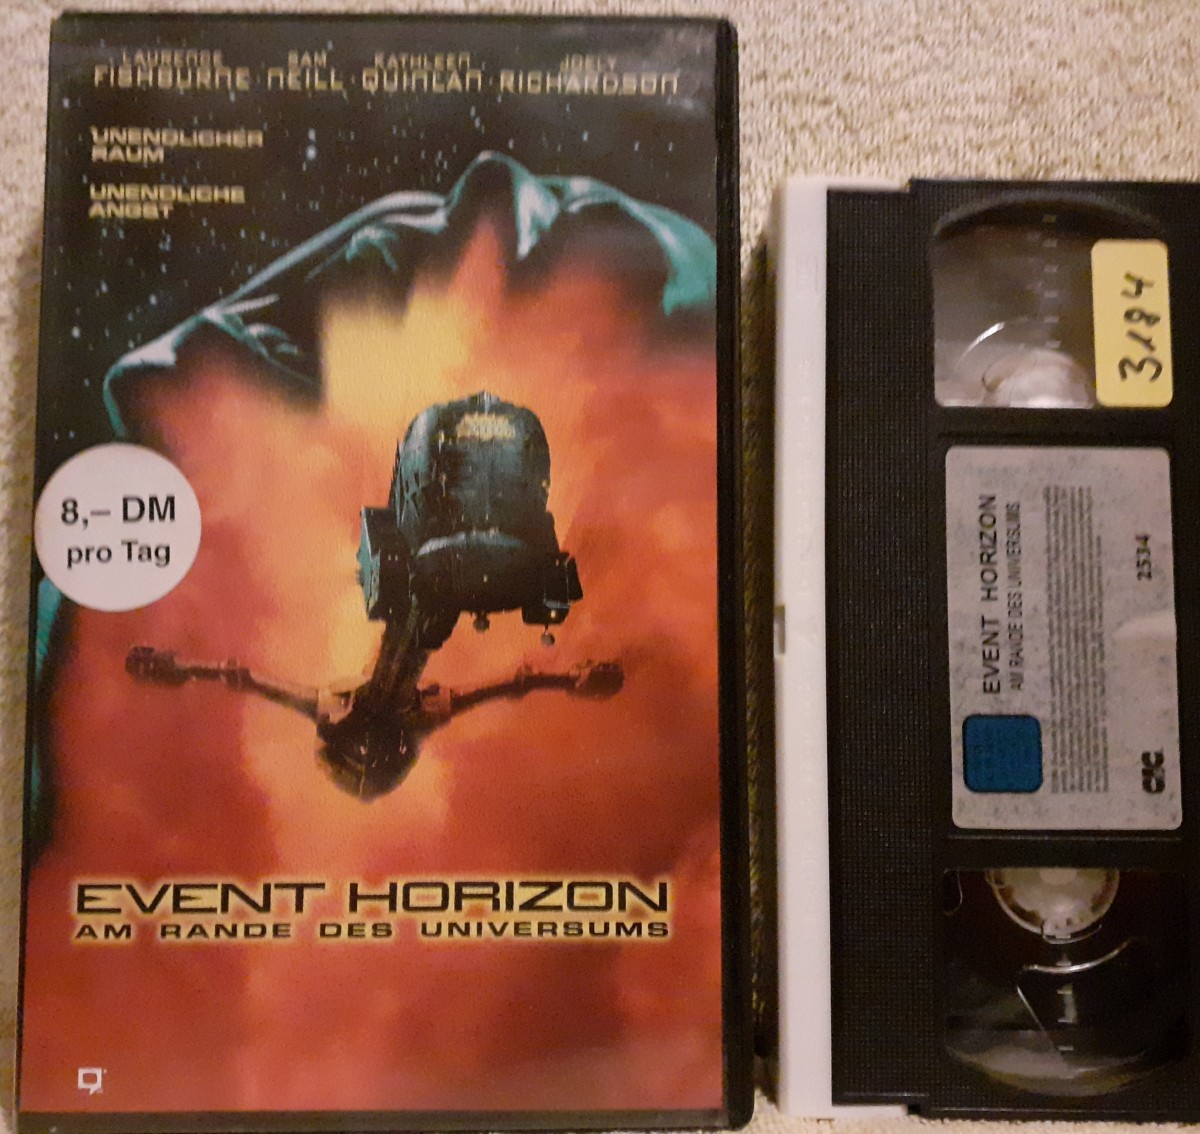 LAURENCE SAM KATHLEEN JOELY
FISHBURNE NEILL QUINLAN RICHARDSON
UNENDLICHER
RAUM
UNENDLICHE
ANGST
8,– DM
pro Tag
EVENT HORIZON
AM RANDE DES UNIVERSUMS
3184
EVENT HORIZON
AM RANDE DES UNIVERSUMS
2534
CIC